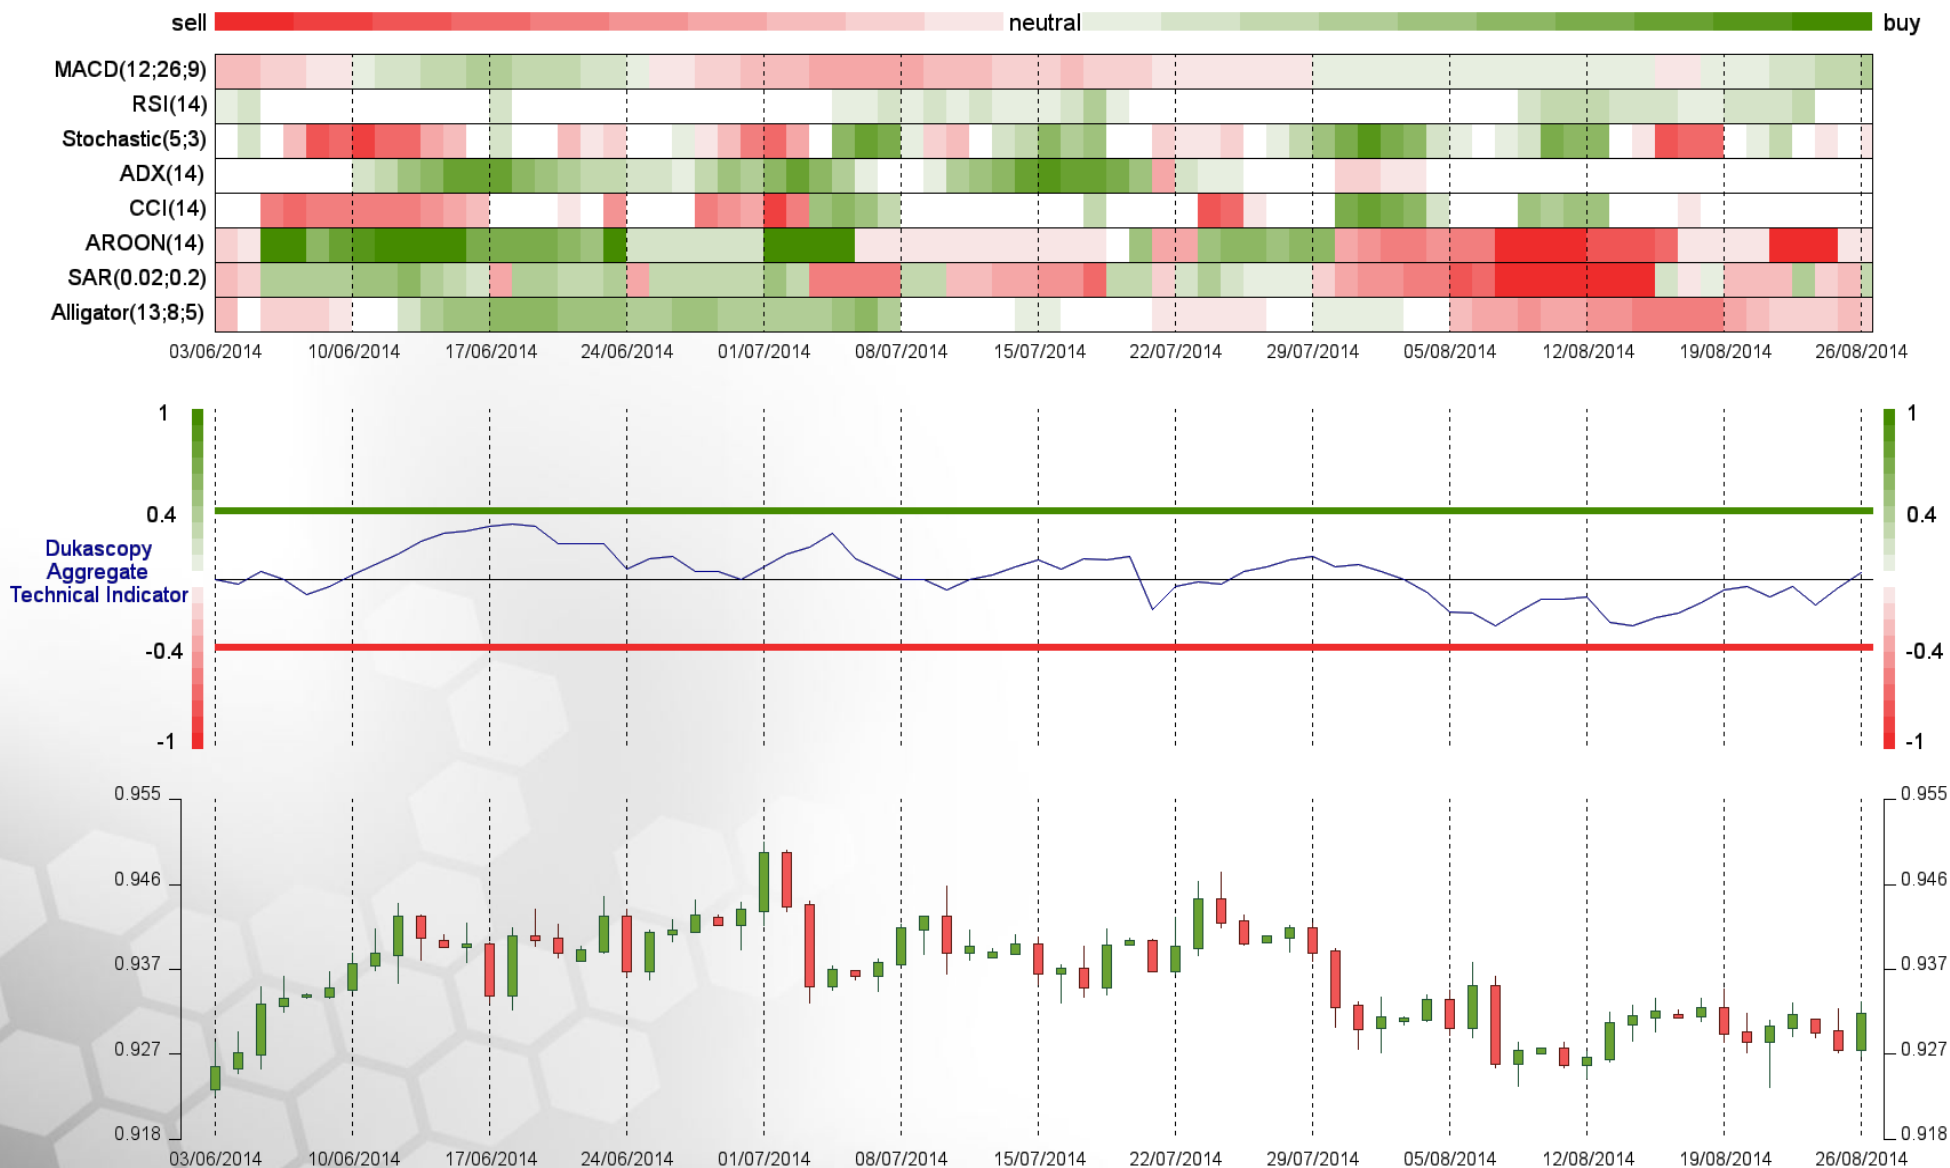 sell neutral buy
MACD(12;26;9)
RSI(14)
Stochastic(5;3)
ADX(14)
CCI(14)
AROON(14)
SAR(0.02;0.2)
Alligator(13;8;5)
03/06/2014 10/06/2014 17/06/2014 24/06/2014 01/07/2014 08/07/2014 15/07/2014 22/07/2014 29/07/2014 05/08/2014 12/08/2014 19/08/2014 26/08/2014
1 1
0.4 0.4
Dukascopy
Aggregate
Technical Indicator
-0.4 -0.4
-1 -1
0.955 0.955
0.946 0.946
0.937 0.937
0.927 0.927
0.918 0.918
03/06/2014 10/06/2014 17/06/2014 24/06/2014 01/07/2014 08/07/2014 15/07/2014 22/07/2014 29/07/2014 05/08/2014 12/08/2014 19/08/2014 26/08/2014